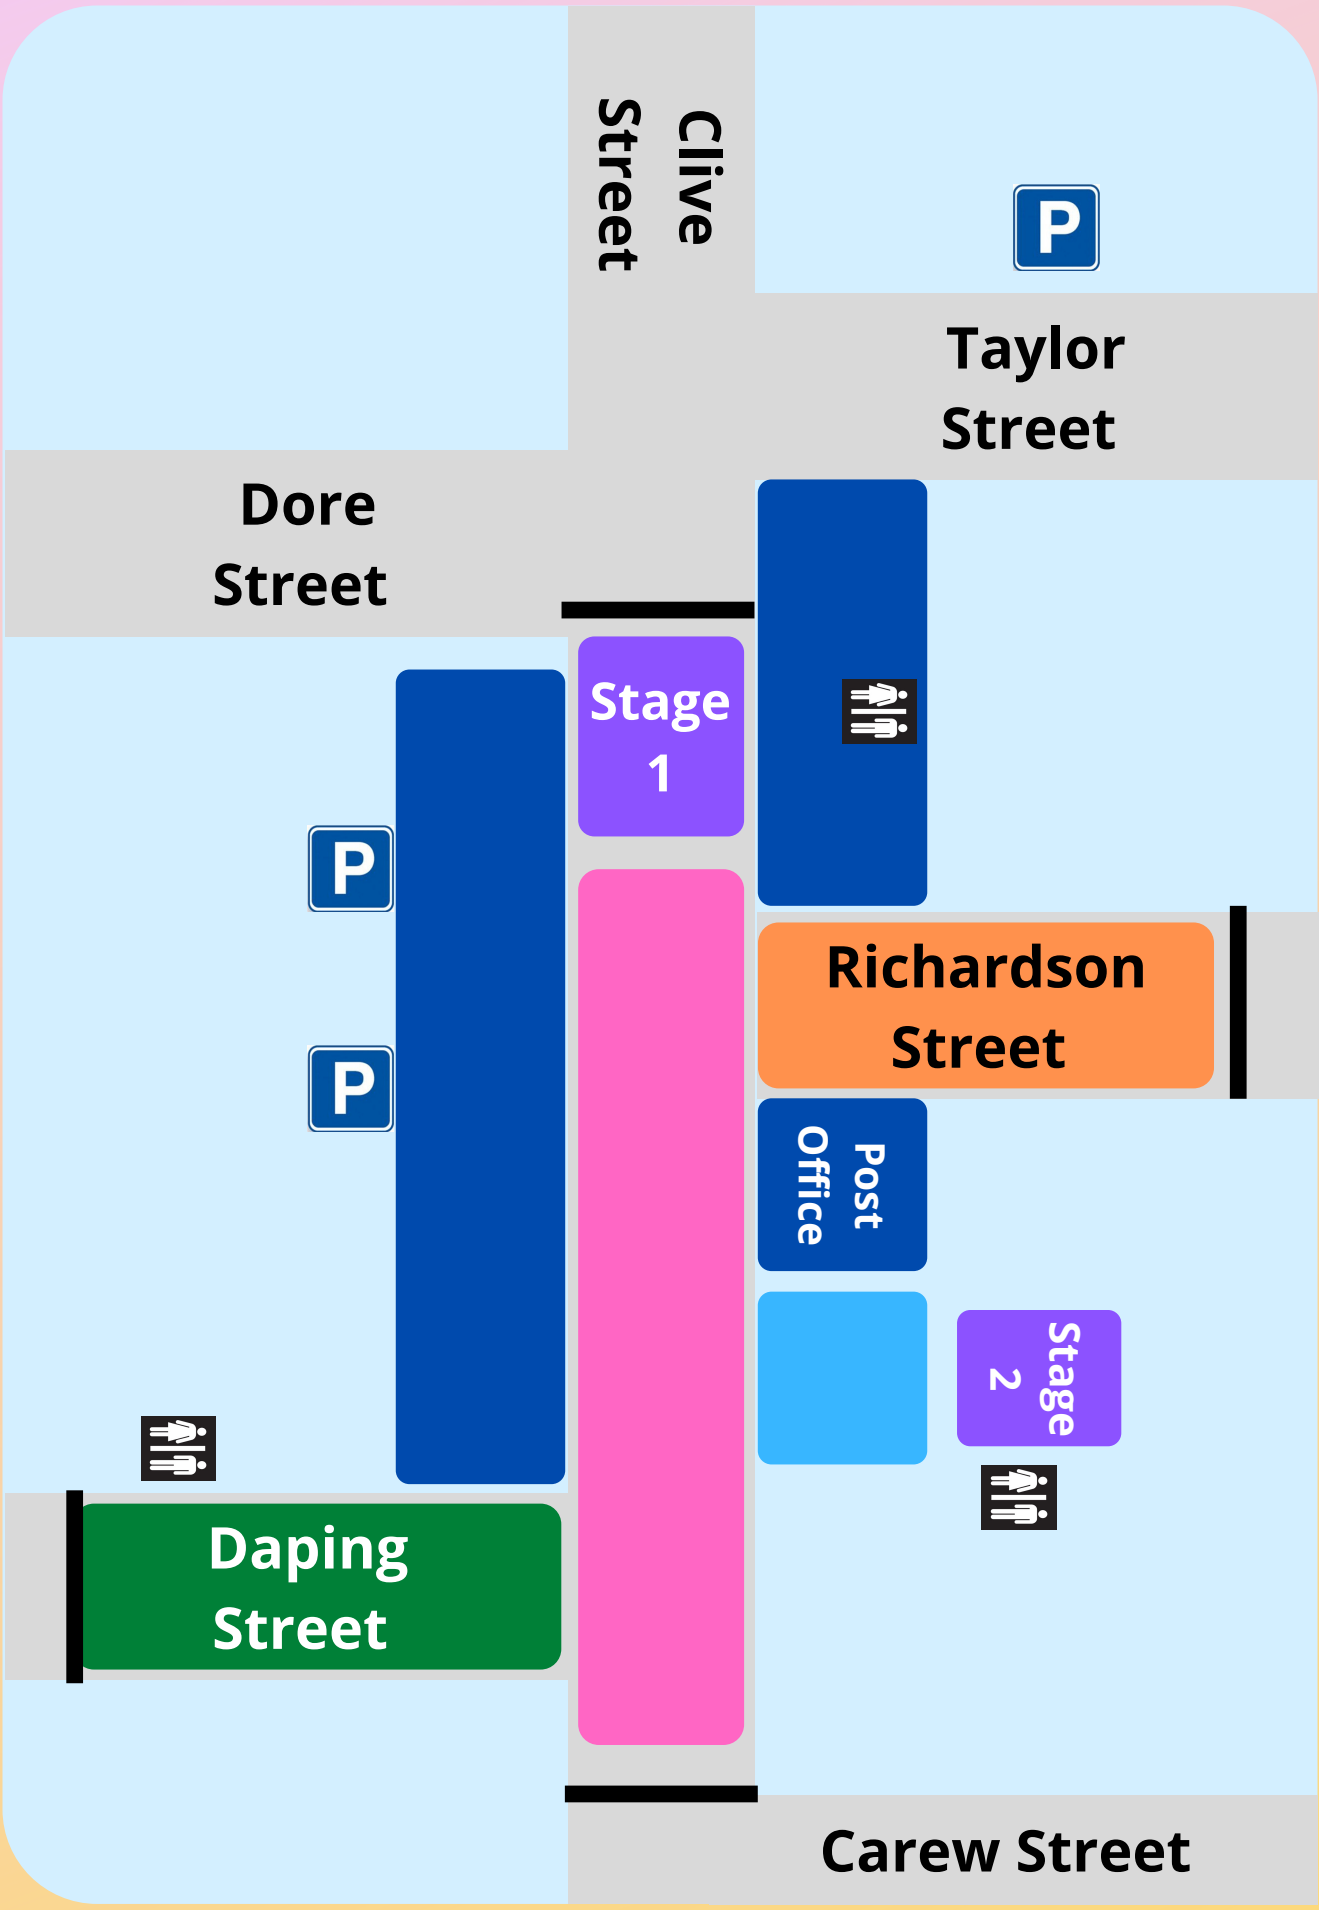 Clive
Street
P
Taylor
Street
Dore
Street
Stage
1
P
Richardson
Street
P
Post
Office
Stage
2
Daping
Street
Carew Street